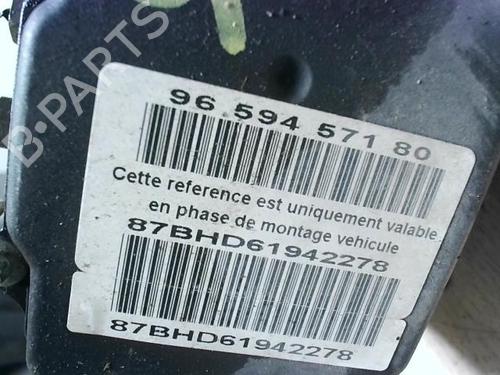 B-PARTS
96 594 571 80
Cette reference est uniquement valable
en phase de montage vehicule
87BHD61942278
87BHD61942278